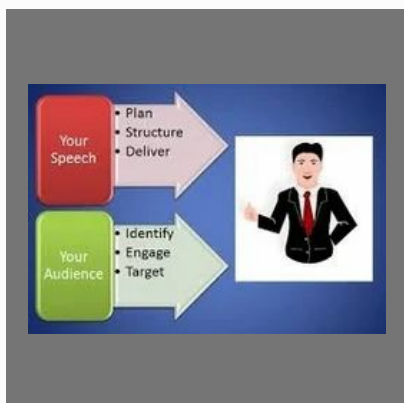 Your
Speech
• Plan
• Structure
• Deliver
Your
Audience
• Identify
• Engage
• Target